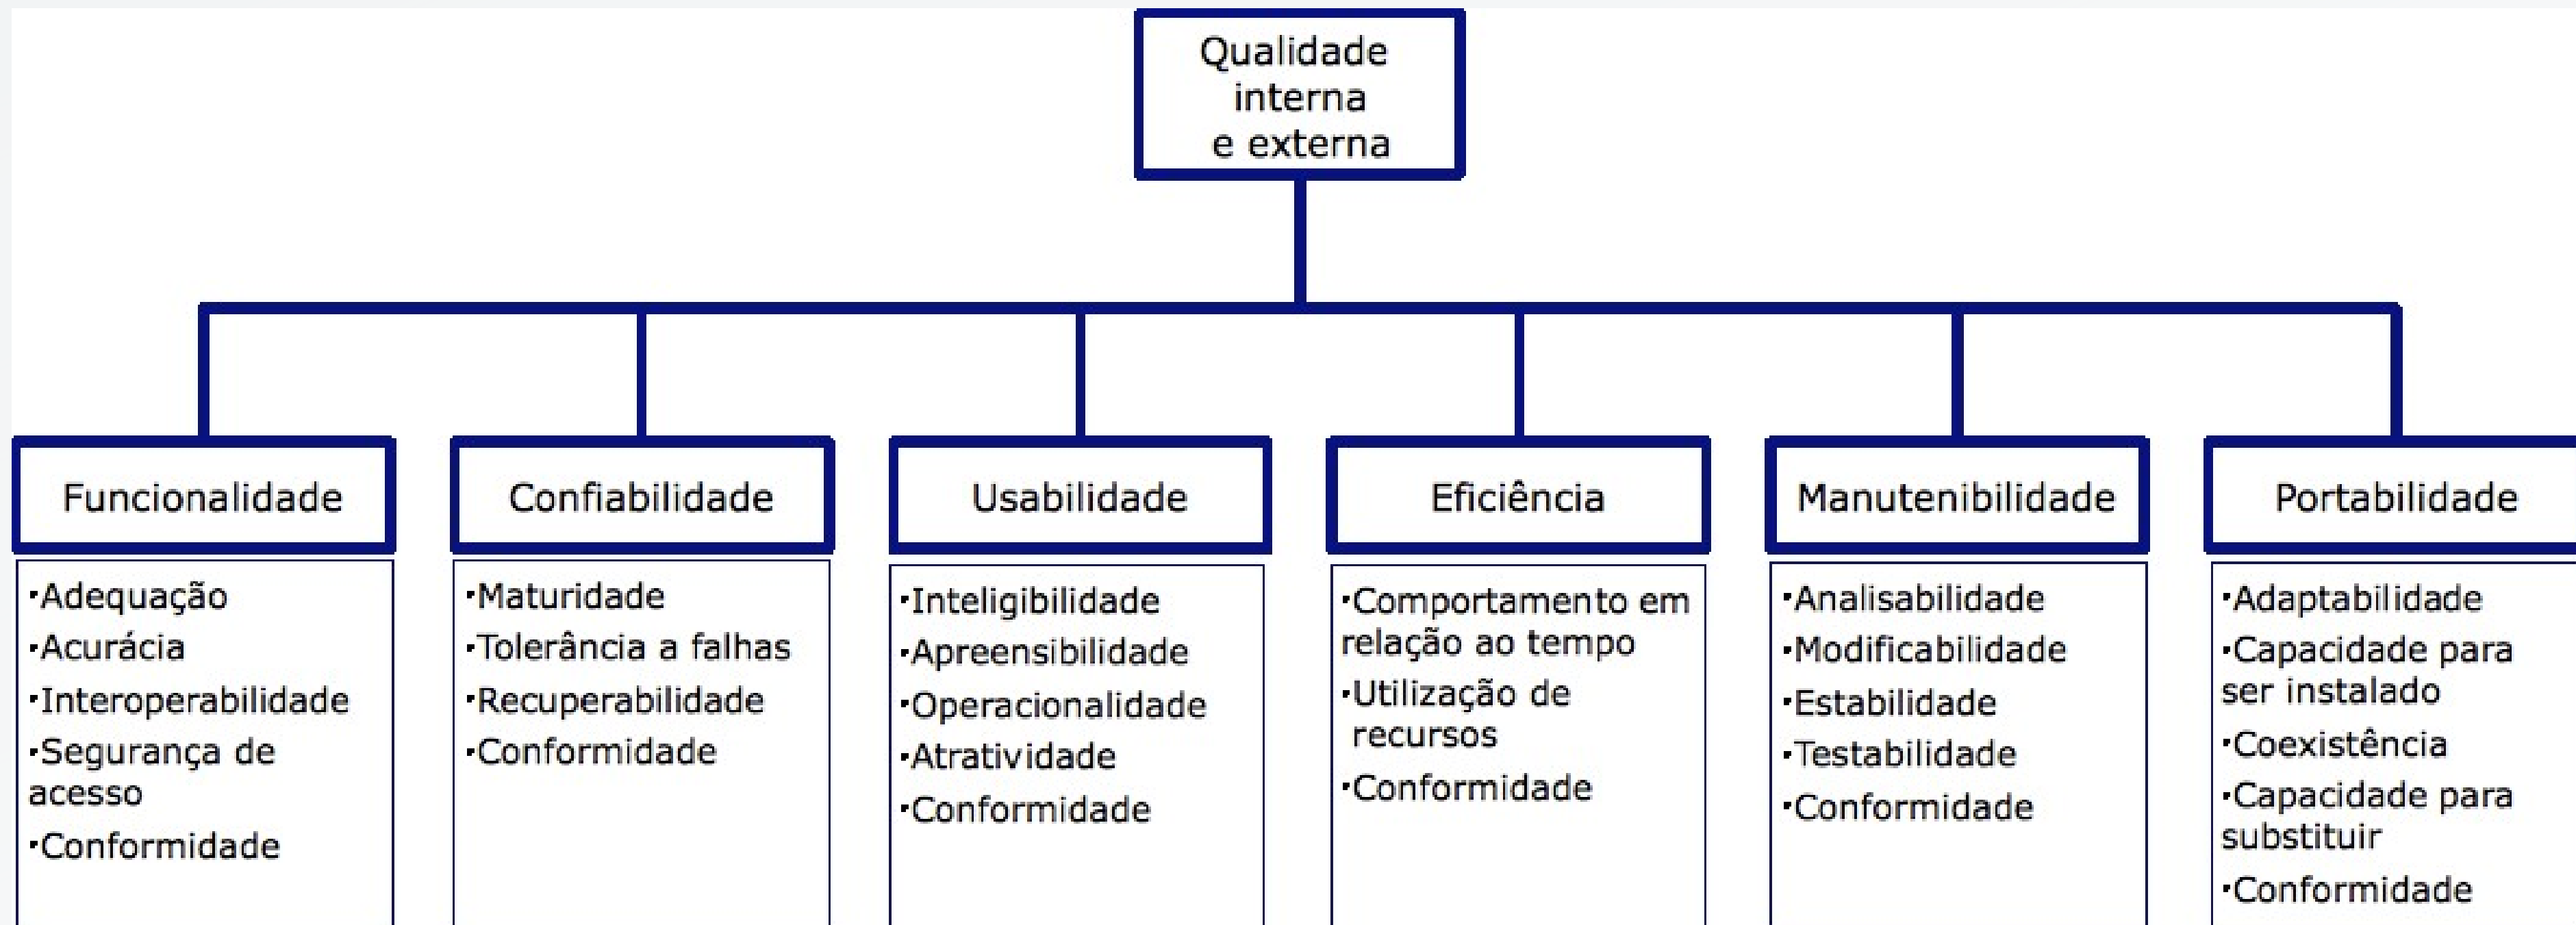 Qualidade
interna
e externa
Funcionalidade
·Adequação
·Acurácia
·Interoperabilidade
·Segurança de
acesso
·Conformidade
Confiabilidade
·Maturidade
·Tolerância a falhas
·Recuperabilidade
·Conformidade
Usabilidade
·Inteligibilidade
·Apreensibilidade
·Operacionalidade
·Atratividade
·Conformidade
Eficiência
·Comportamento em
relação ao tempo
·Utilização de
recursos
·Conformidade
Manutenibilidade
·Analisabilidade
·Modificabilidade
·Estabilidade
·Testabilidade
·Conformidade
Portabilidade
·Adaptabilidade
·Capacidade para
ser instalado
·Coexistência
·Capacidade para
substituir
·Conformidade